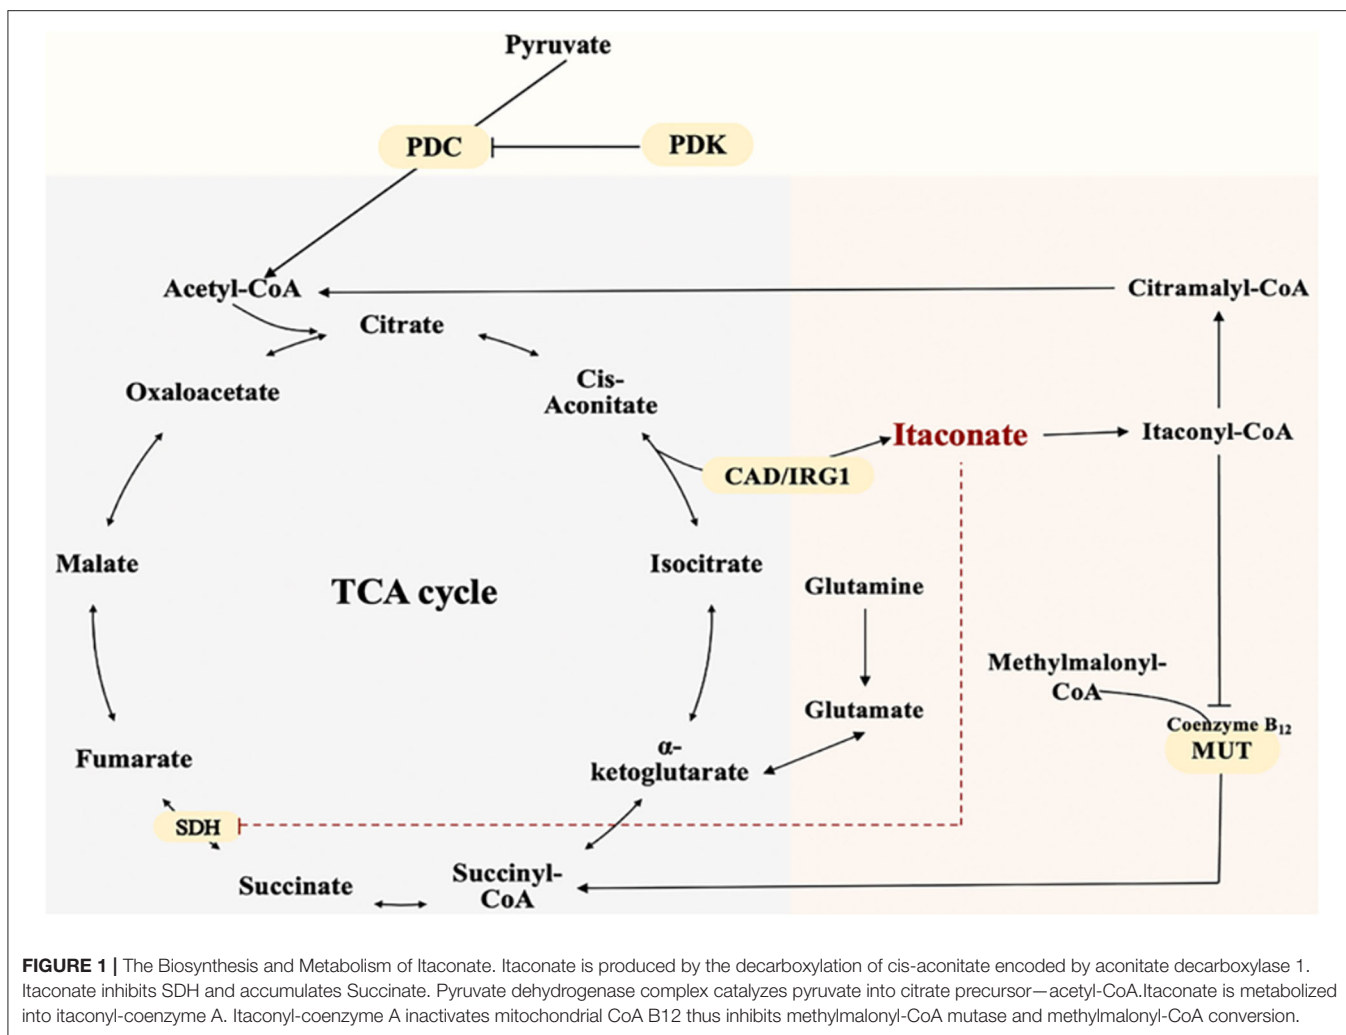 Pyruvate
PDC
PDK
Acetyl-CoA
Citramalyl-CoA
Citrate
Oxaloacetate
Cis-
Aconitate
Itaconate
Itaconyl-CoA
CAD/IRG1
Malate
TCA cycle
Isocitrate
Glutamine
Methylmalonyl-
CoA
Glutamate
Coenzyme B₁₂
MUT
Fumarate
α-
ketoglutarate
SDH
Succinate
Succinyl-
CoA
FIGURE 1 | The Biosynthesis and Metabolism of Itaconate. Itaconate is produced by the decarboxylation of cis-aconitate encoded by aconitate decarboxylase 1.
Itaconate inhibits SDH and accumulates Succinate. Pyruvate dehydrogenase complex catalyzes pyruvate into citrate precursor—acetyl-CoA.Itaconate is metabolized
into itaconyl-coenzyme A. Itaconyl-coenzyme A inactivates mitochondrial CoA B12 thus inhibits methylmalonyl-CoA mutase and methylmalonyl-CoA conversion.